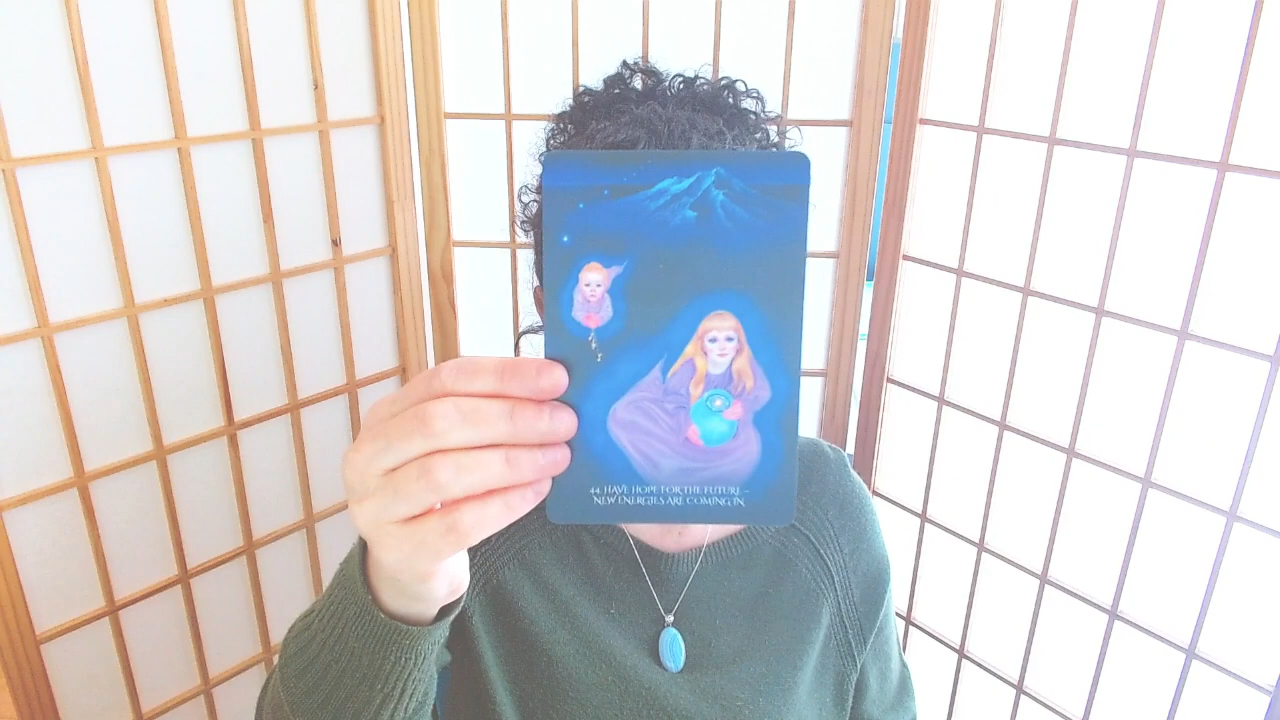 44. HAVE HOPE FOR THE FUTURE –
NEW ENERGIES ARE COMING IN